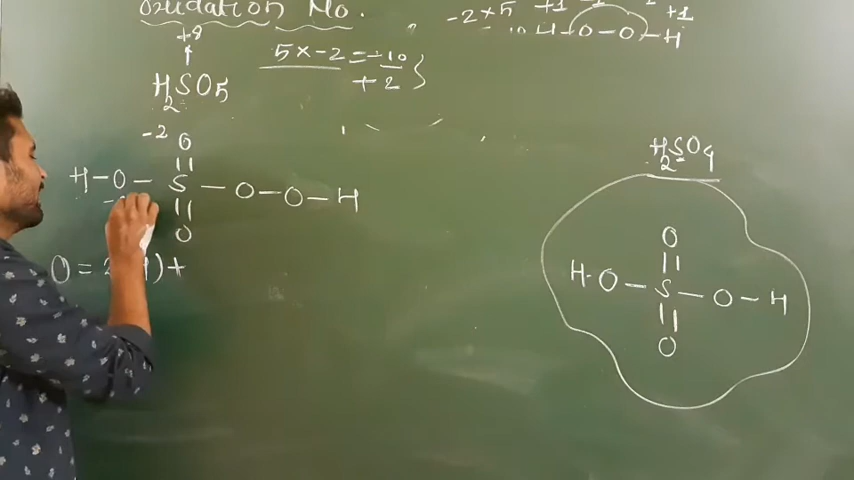 Oxidation No.
+8
5 x -2 = -10
+ 2
H2SO5
-2 x 5
+1
+1
H-O-O-H
-2 O
H-O-S-O-O-H
O
O =
) +
H2SO4
O
H-O-S-O-H
O